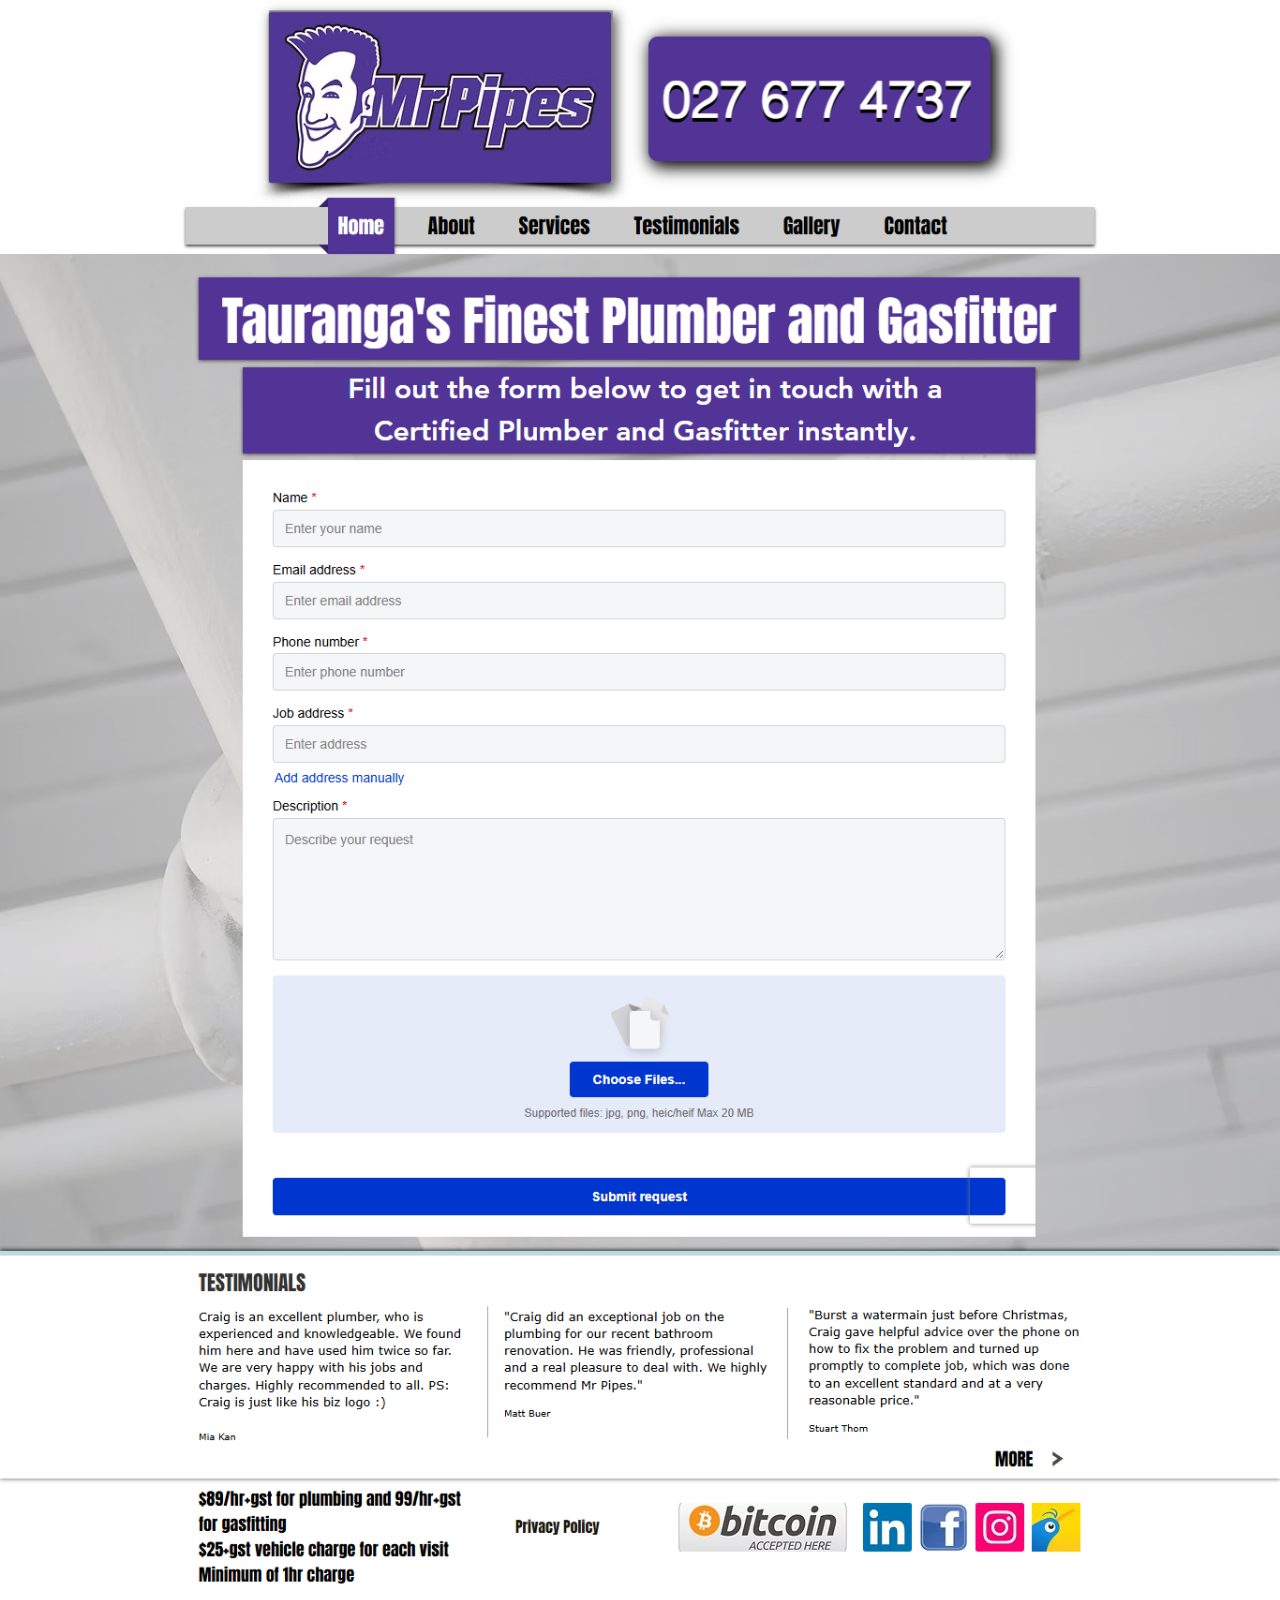 Mr Pipes
027 677 4737
Home About Services Testimonials Gallery Contact
Tauranga's Finest Plumber and Gasfitter
Fill out the form below to get in touch with a
Certified Plumber and Gasfitter instantly.
Name *
Enter your name
Email address *
Enter email address
Phone number *
Enter phone number
Job address *
Enter address
Add address manually
Description *
Describe your request
Choose Files...
Supported files: jpg, png, heic/heif Max 20 MB
Submit request
TESTIMONIALS
Craig is an excellent plumber, who is
experienced and knowledgeable. We found
him here and have used him twice so far.
We are very happy with his jobs and
charges. Highly recommended to all. PS:
Craig is just like his biz logo :)
Mia Kan
"Craig did an exceptional job on the
plumbing for our recent bathroom
renovation. He was friendly, professional
and a real pleasure to deal with. We highly
recommend Mr Pipes."
Matt Buer
"Burst a watermain just before Christmas,
Craig gave helpful advice over the phone on
how to fix the problem and turned up
promptly to complete job, which was done
to an excellent standard and at a very
reasonable price."
Stuart Thom
MORE >
$89/hr+gst for plumbing and 99/hr+gst
for gasfitting
$25+gst vehicle charge for each visit
Minimum of 1hr charge
Privacy Policy
bitcoin
ACCEPTED HERE
in
f